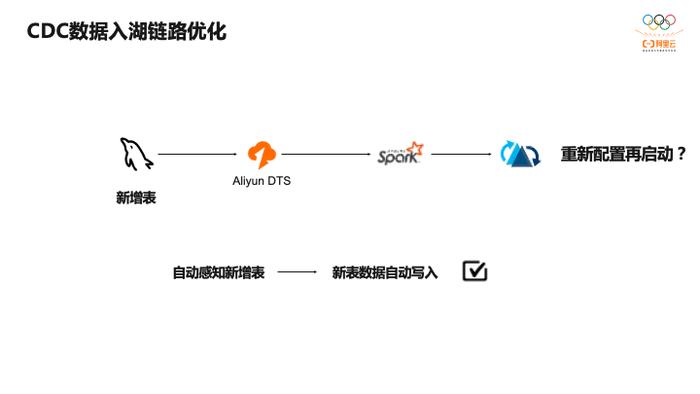 CDC数据入湖链路优化
阿里云
Spark
重新配置再启动？
Aliyun DTS
新增表
自动感知新增表
新表数据自动写入